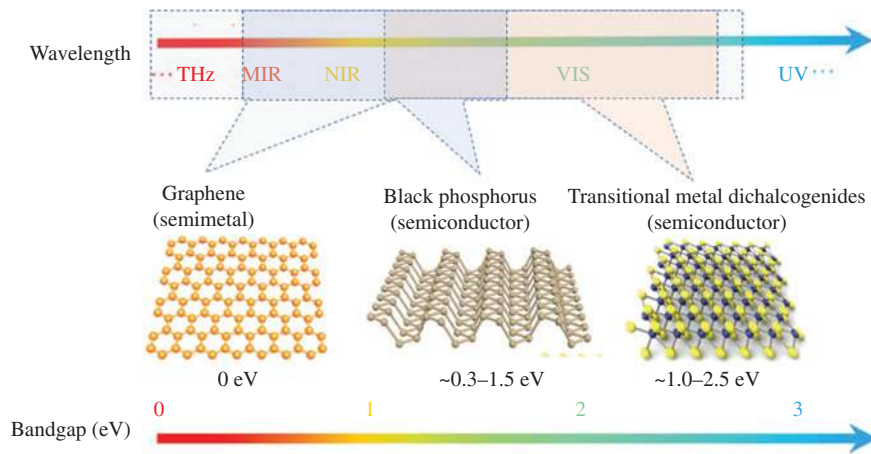 Wavelength
··· THz MIR NIR VIS UV ···
Graphene
(semimetal)
Black phosphorus
(semiconductor)
Transitional metal dichalcogenides
(semiconductor)
0 eV
~0.3–1.5 eV
~1.0–2.5 eV
0 1 2 3
Bandgap (eV)